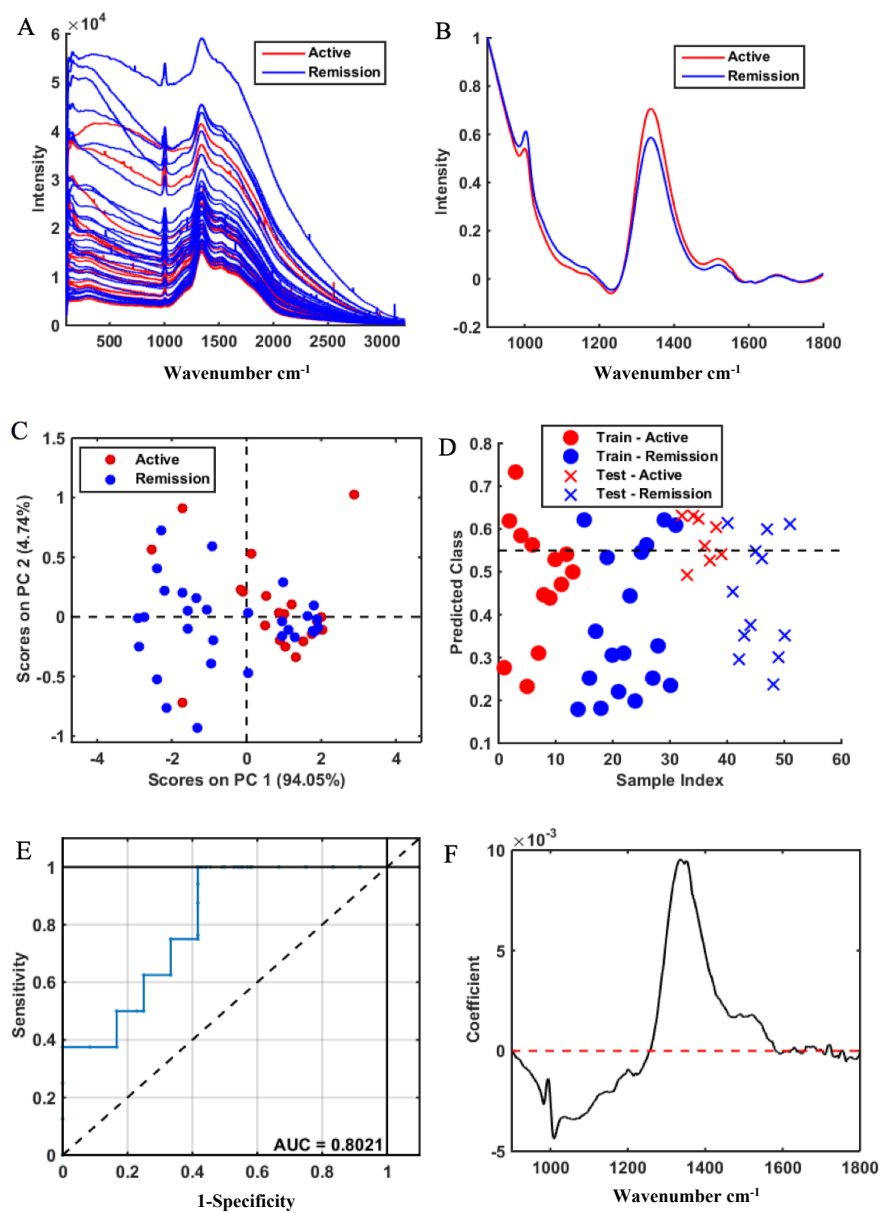 A
×10⁴
6
5
4
3
2
1
0
Intensity
Active
Remission
500
1000
1500
2000
2500
3000
Wavenumber cm-1
B
1
0.8
0.6
0.4
0.2
0
-0.2
Intensity
Active
Remission
1000
1200
1400
1600
1800
Wavenumber cm-1
C
1.5
1
0.5
0
-0.5
-1
Scores on PC 2 (4.74%)
Active
Remission
-4
-2
0
2
4
Scores on PC 1 (94.05%)
D
0.8
0.7
0.6
0.5
0.4
0.3
0.2
0.1
Predicted Class
Train - Active
Train - Remission
Test - Active
Test - Remission
0
10
20
30
40
50
60
Sample Index
E
1
0.8
0.6
0.4
0.2
0
Sensitivity
AUC = 0.8021
0
0.2
0.4
0.6
0.8
1
1-Specificity
F
×10⁻³
10
5
0
-5
Coefficient
1000
1200
1400
1600
1800
Wavenumber cm-1